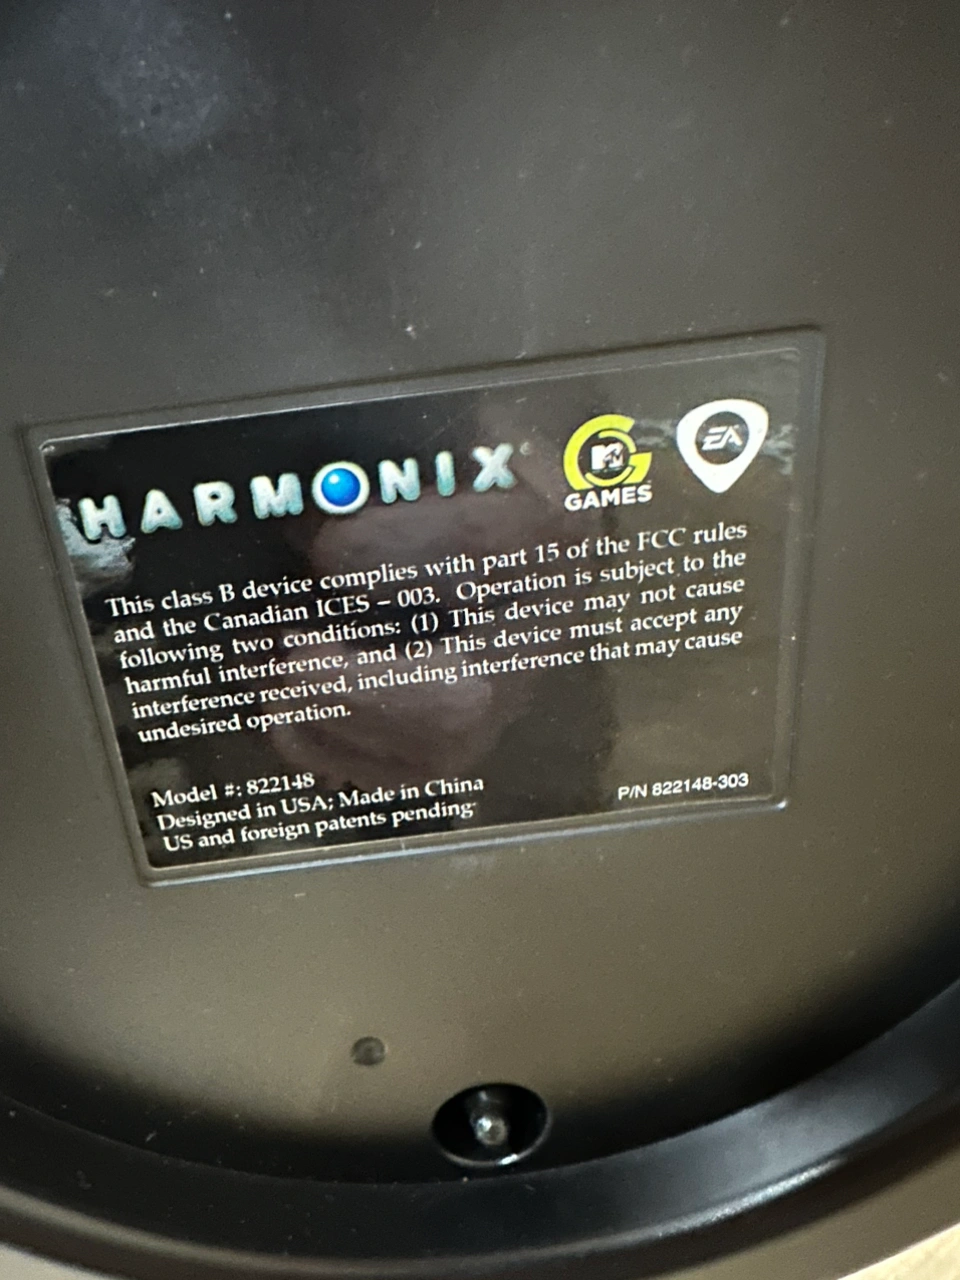 HARMONIX
MTV
GAMES
EA
This class B device complies with part 15 of the FCC rules
and the Canadian ICES – 003. Operation is subject to the
following two conditions: (1) This device may not cause
harmful interference, and (2) This device must accept any
interference received, including interference that may cause
undesired operation.
Model #: 822148
Designed in USA; Made in China
US and foreign patents pending
P/N 822148-303